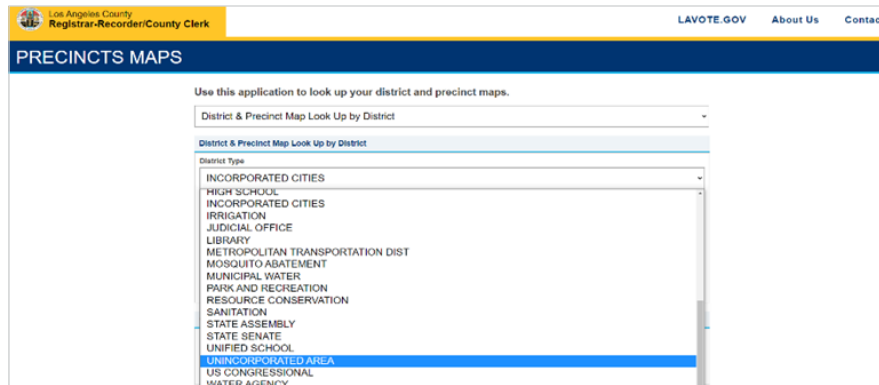 Los Angeles County
Registrar-Recorder/County Clerk
LAVOTE.GOV About Us Contac
PRECINCTS MAPS
Use this application to look up your district and precinct maps.
District & Precinct Map Look Up by District
District & Precinct Map Look Up by District
District Type
INCORPORATED CITIES
HIGH SCHOOL
INCORPORATED CITIES
IRRIGATION
JUDICIAL OFFICE
LIBRARY
METROPOLITAN TRANSPORTATION DIST
MOSQUITO ABATEMENT
MUNICIPAL WATER
PARK AND RECREATION
RESOURCE CONSERVATION
SANITATION
STATE ASSEMBLY
STATE SENATE
UNIFIED SCHOOL
UNINCORPORATED AREA
US CONGRESSIONAL
WATER AGENCY